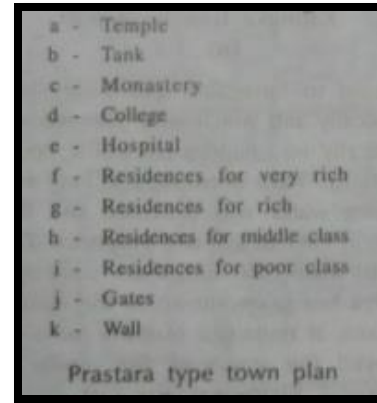 a - Temple
b - Tank
c - Monastery
d - College
e - Hospital
f - Residences for very rich
g - Residences for rich
h - Residences for middle class
i - Residences for poor class
j - Gates
k - Wall
Prastara type town plan